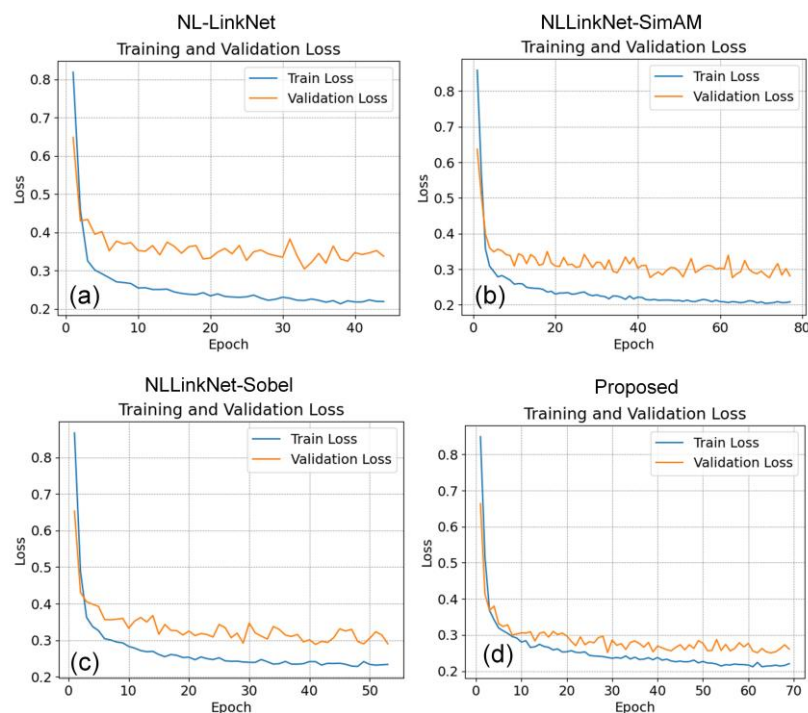 NL-LinkNet
Training and Validation Loss
0.8
0.7
0.6
0.5
0.4
0.3
0.2
Loss
Train Loss
Validation Loss
(a)
0 10 20 30 40
Epoch
NLLinkNet-SimAM
Training and Validation Loss
0.8
0.7
0.6
0.5
0.4
0.3
0.2
Loss
Train Loss
Validation Loss
(b)
0 10 20 30 40 50 60 70 80
Epoch
NLLinkNet-Sobel
Training and Validation Loss
0.8
0.7
0.6
0.5
0.4
0.3
0.2
Loss
Train Loss
Validation Loss
(c)
0 10 20 30 40 50
Epoch
Proposed
Training and Validation Loss
0.8
0.7
0.6
0.5
0.4
0.3
0.2
Loss
Train Loss
Validation Loss
(d)
0 10 20 30 40 50 60 70
Epoch